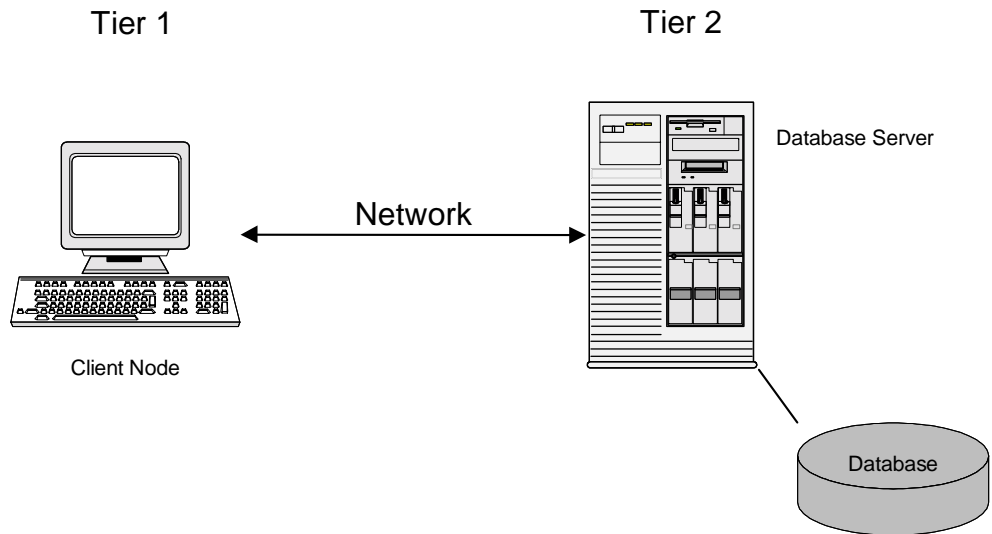 Tier 1
Tier 2
Database Server
Network
Client Node
Database